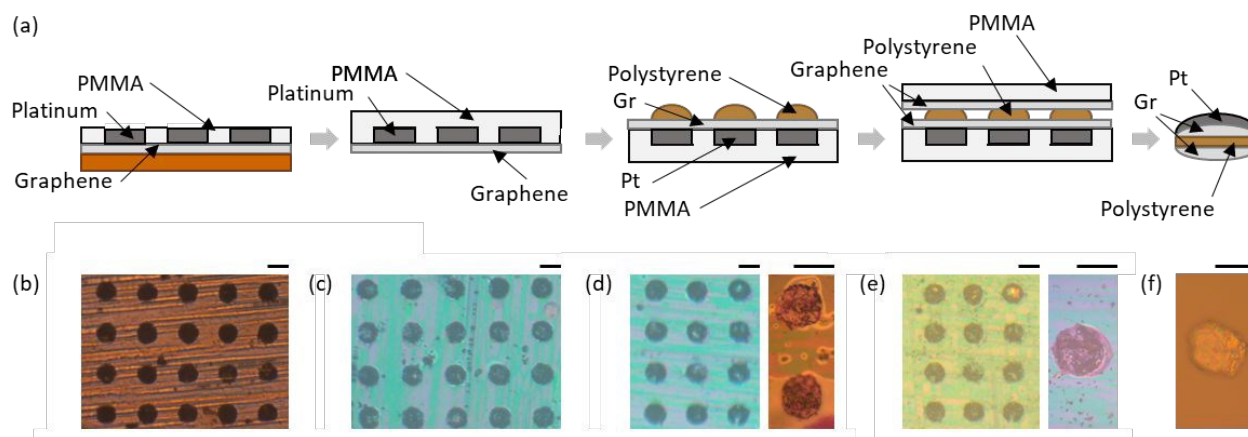 (a)
PMMA
Platinum
Graphene
PMMA
Platinum
Graphene
Polystyrene
Gr
Pt
PMMA
PMMA
Polystyrene
Graphene
Pt
Gr
Polystyrene
(b)
(c)
(d)
(e)
(f)